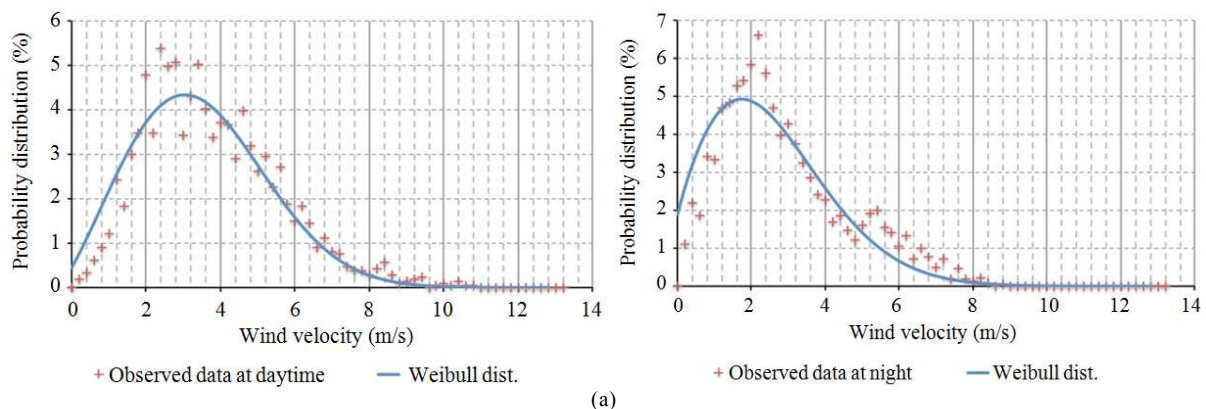 Probability distribution (%)
6
5
4
3
2
1
0
0 2 4 6 8 10 12 14
Wind velocity (m/s)
Observed data at daytime Weibull dist.
Probability distribution (%)
7
6
5
4
3
2
1
0
0 2 4 6 8 10 12 14
Wind velocity (m/s)
Observed data at night Weibull dist.
(a)